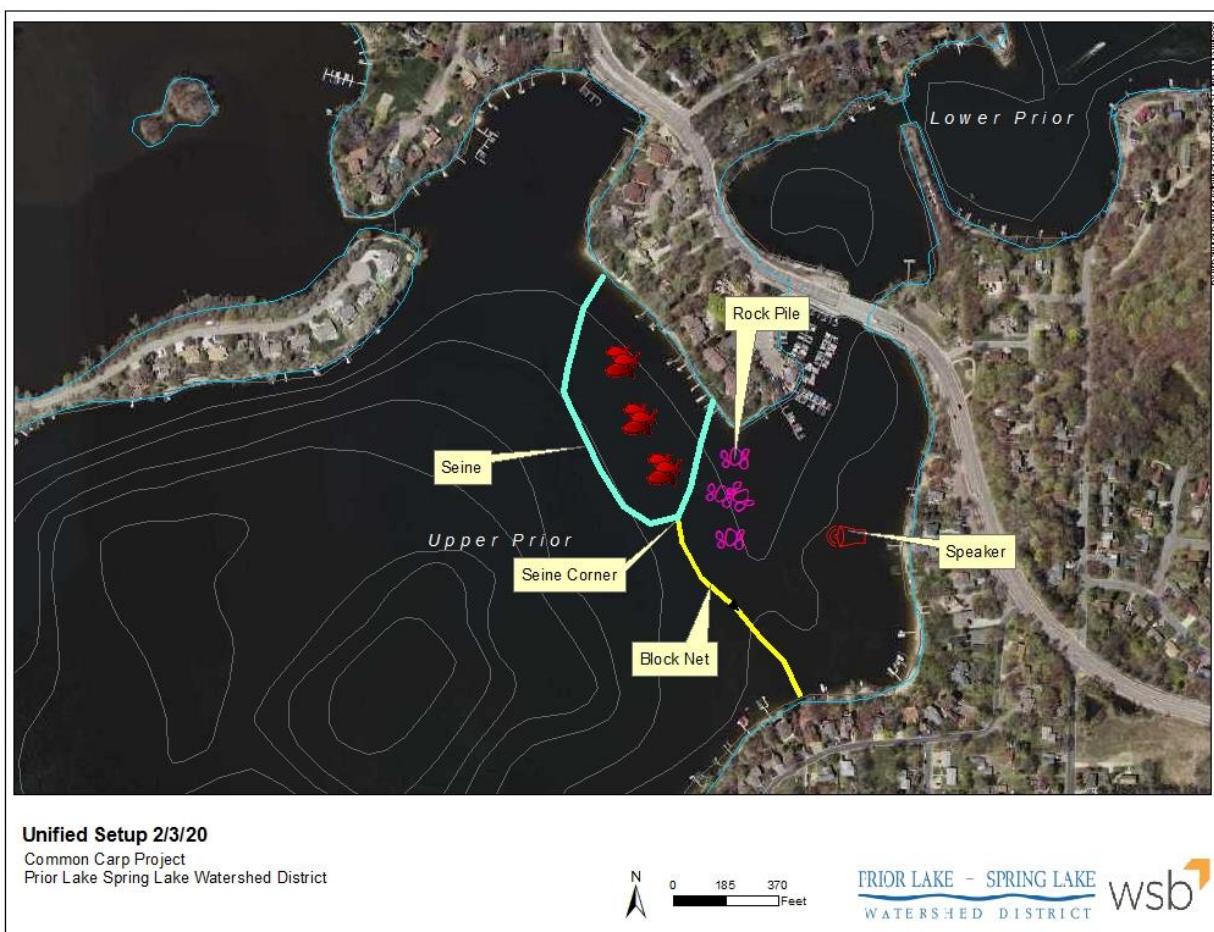 Lower Prior
Rock Pile
Seine
Upper Prior
Speaker
Seine Corner
Block Net
Unified Setup 2/3/20
Common Carp Project
Prior Lake Spring Lake Watershed District
N
0 185 370
Feet
PRIOR LAKE - SPRING LAKE
WATERSHED DISTRICT
wsb